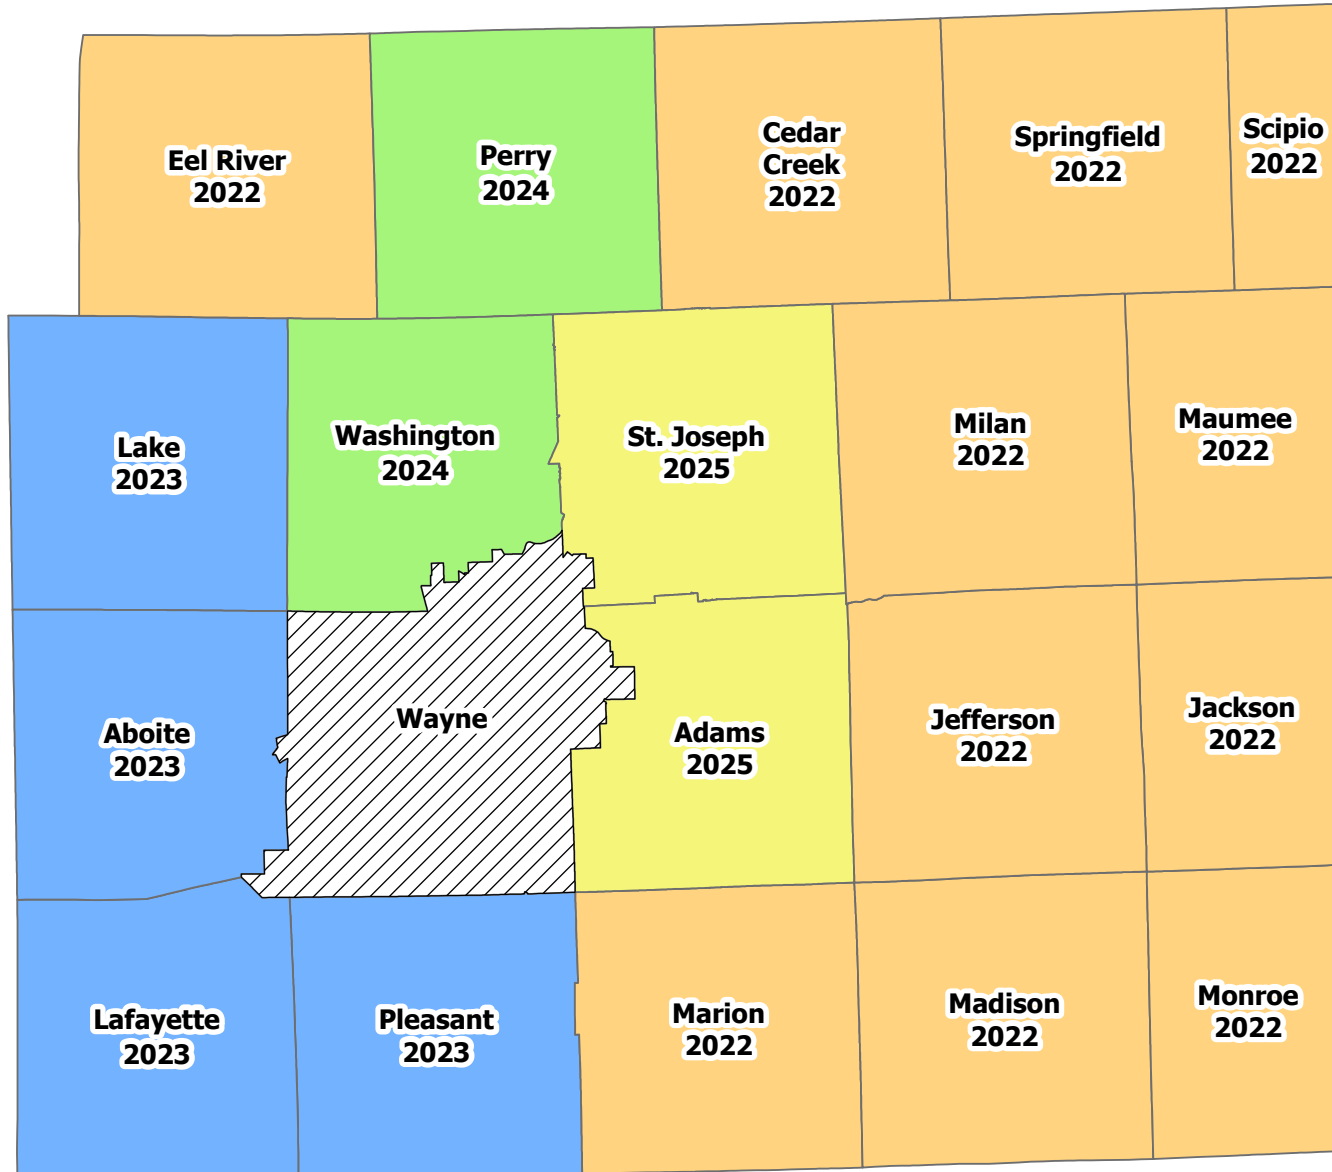 Eel River
2022
Perry
2024
Cedar
Creek
2022
Springfield
2022
Scipio
2022
Lake
2023
Washington
2024
St. Joseph
2025
Milan
2022
Maumee
2022
Aboite
2023
Wayne
Adams
2025
Jefferson
2022
Jackson
2022
Lafayette
2023
Pleasant
2023
Marion
2022
Madison
2022
Monroe
2022